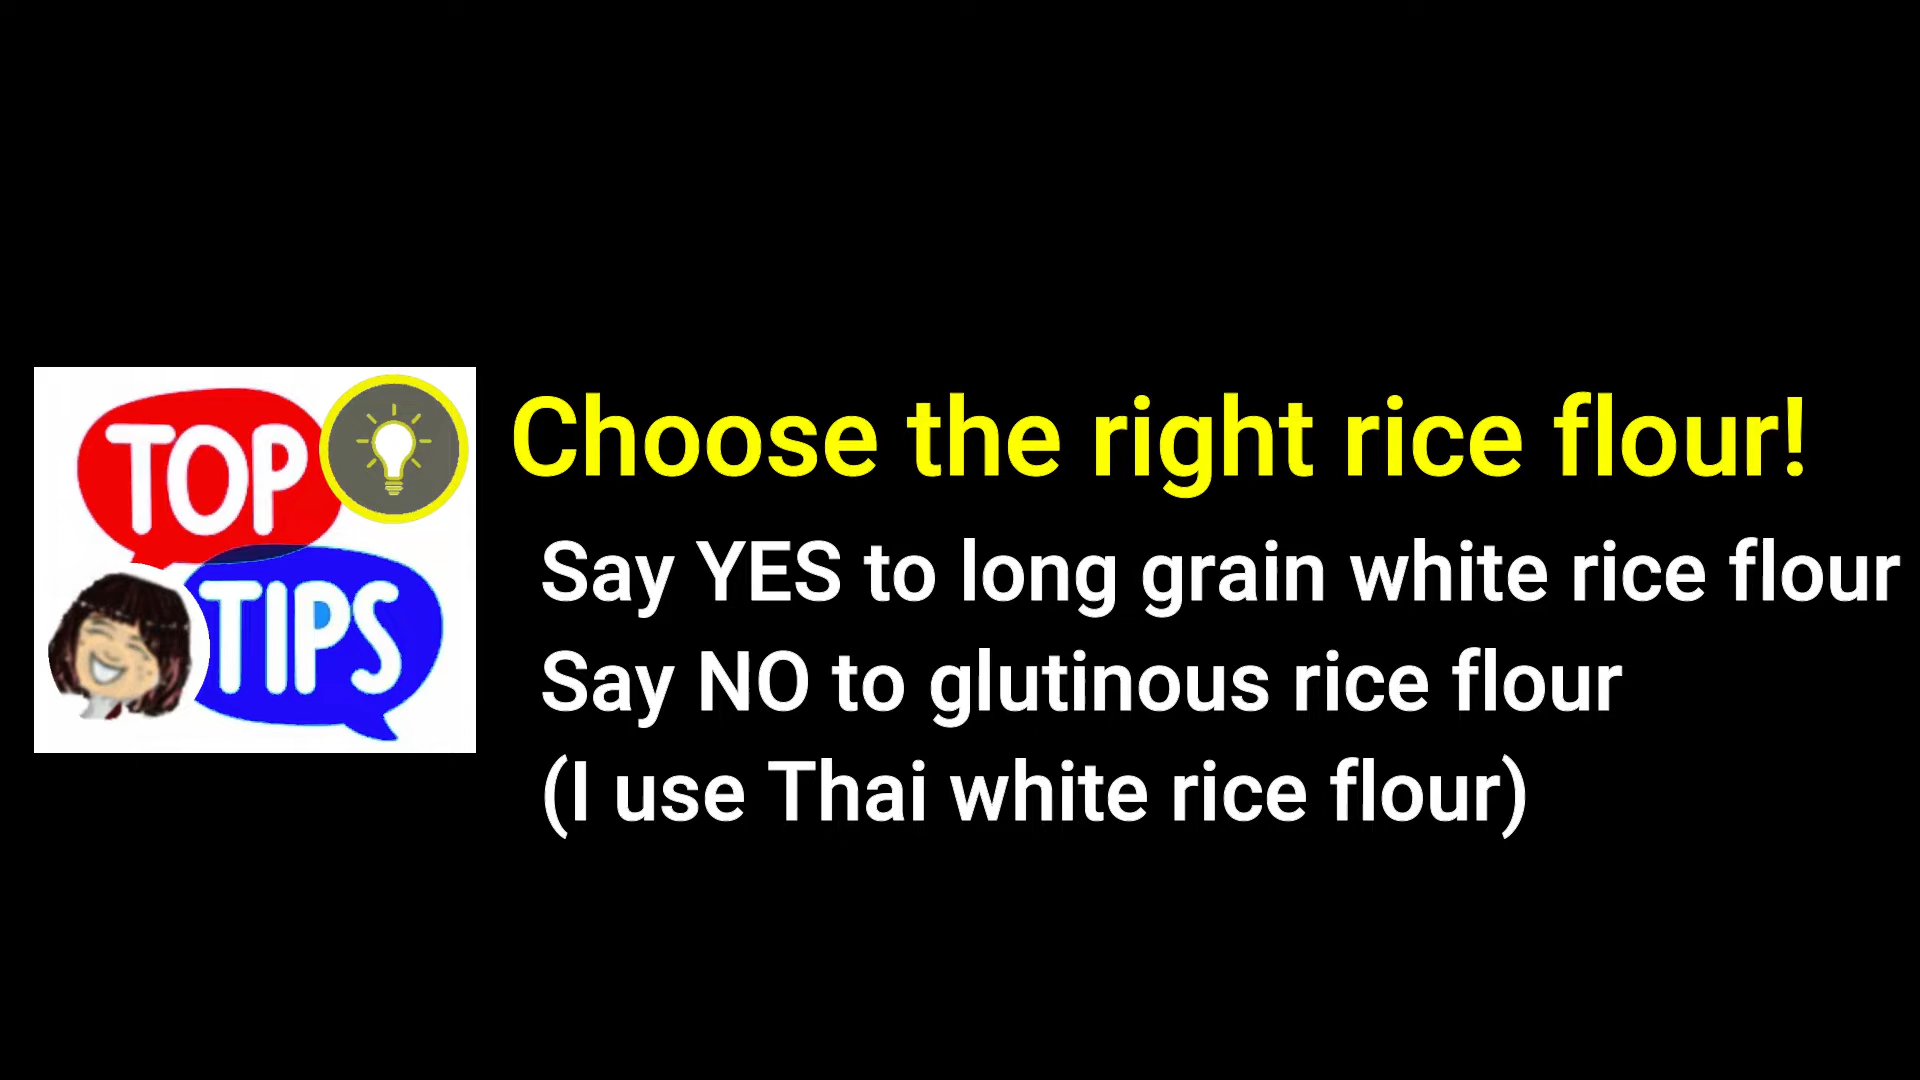 TOP
TIPS
Choose the right rice flour!
Say YES to long grain white rice flour
Say NO to glutinous rice flour
(I use Thai white rice flour)